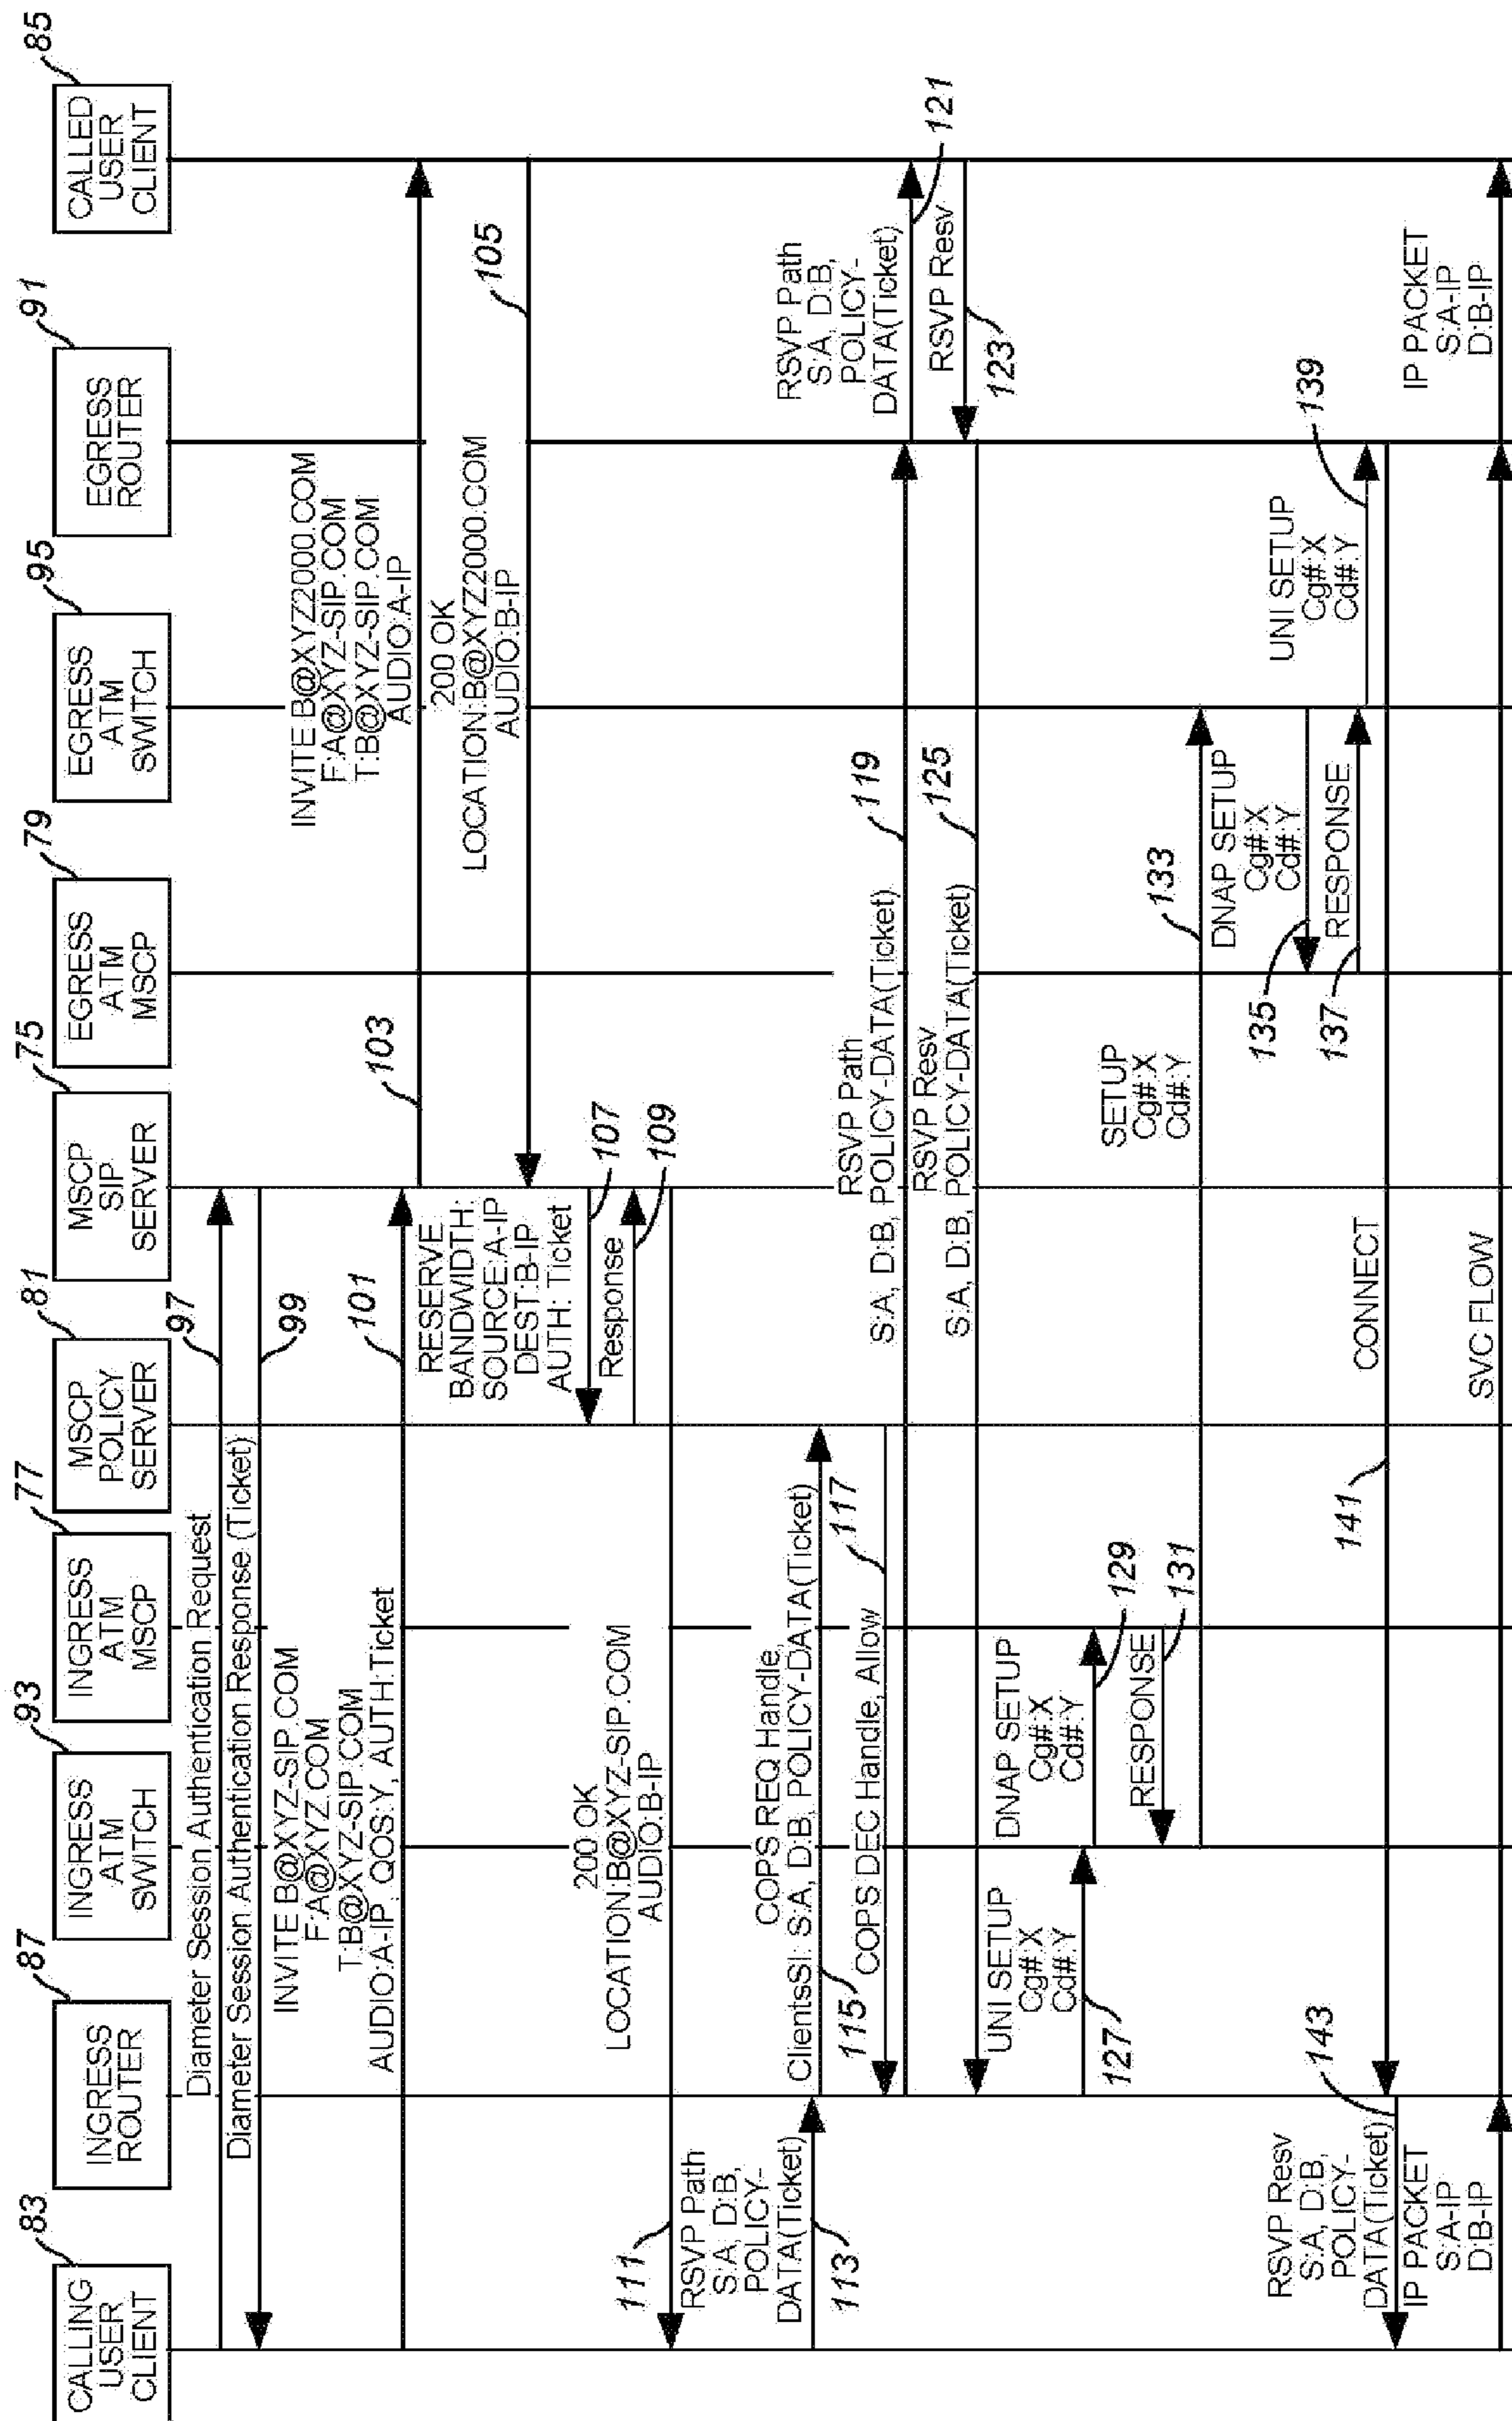 83
CALLING
USER
CLIENT
87
INGRESS
ROUTER
93
INGRESS
ATM
SWITCH
77
INGRESS
ATM
MSCP
81
MSCP
POLICY
SERVER
75
MSCP
SIP
SERVER
79
EGRESS
ATM
MSCP
95
EGRESS
ATM
SWITCH
91
EGRESS
ROUTER
85
CALLED
USER
CLIENT
Diameter Session Authentication Request
97
Diameter Session Authentication Response (Ticket)
99
INVITE B@XYZ-SIP.COM
F:A@XYZ.COM
T:B@XYZ-SIP.COM
AUDIO:A-IP, QOS:Y, AUTH:Ticket
101
INVITE B@XYZ2000.COM
F:A@XYZ-SIP.COM
T:B@XYZ-SIP.COM
AUDIO:A-IP
103
200 OK
LOCATION:B@XYZ2000.COM
AUDIO:B-IP
105
RESERVE
BANDWIDTH:
SOURCE:A-IP
DEST:B-IP
AUTH: Ticket
107
Response
109
200 OK
LOCATION:B@XYZ-SIP.COM
AUDIO:B-IP
111
RSVP Path
S:A, D:B,
POLICY-
DATA(Ticket)
113
COPS REQ Handle,
ClientsSI: S:A, D:B, POLICY-DATA(Ticket)
115
COPS DEC Handle, Allow
117
RSVP Path
S:A, D:B, POLICY-DATA(Ticket)
119
RSVP Path
S:A, D:B,
POLICY-
DATA(Ticket)
121
RSVP Resv
123
RSVP Resv
S:A, D:B, POLICY-DATA(Ticket)
125
UNI SETUP
Cg#:X
Cd#:Y
127
DNAP SETUP
Cg#:X
Cd#:Y
129
RESPONSE
131
SETUP
Cg#:X
Cd#:Y
133
DNAP SETUP
Cg#:X
Cd#:Y
135
RESPONSE
137
UNI SETUP
Cg#:X
Cd#:Y
139
CONNECT
141
RSVP Resv
S:A, D:B,
POLICY-
DATA(Ticket)
143
IP PACKET
S:A-IP
D:B-IP
SVC FLOW
IP PACKET
S:A-IP
D:B-IP